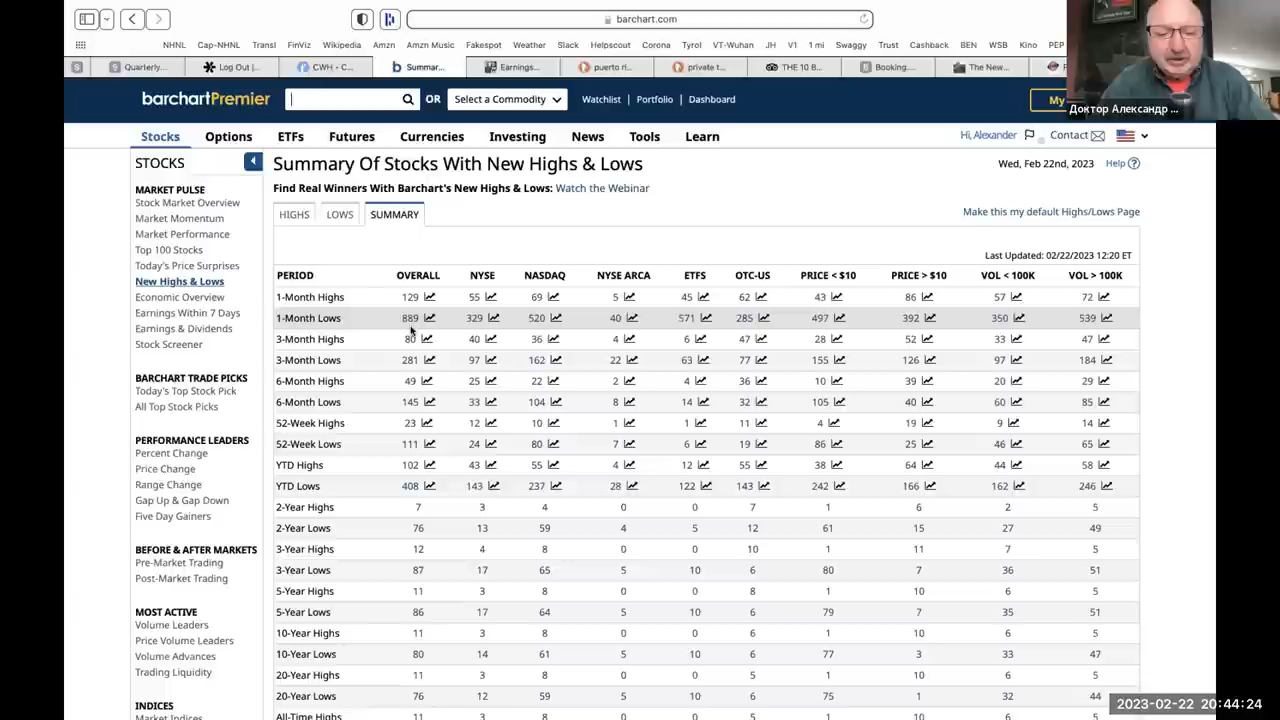 barchart.com
NHNL Cap-NHNL Transl FinViz Wikipedia Amzn Amzn Music Fakespot Weather Slack Helpscout Corona Tyrol VT-Wuhan JH V1 1 mi Swaggy Trust Cashback BEN WSB Kino PEP
Quarterly... Log Out |... CWH - C... Summar... Earnings... puerto ri... private t... THE 10 B... Booking.... The New...
Доктор Александр ...
barchartPremier OR Select a Commodity Watchlist Portfolio Dashboard My
Stocks Options ETFs Futures Currencies Investing News Tools Learn Hi, Alexander Contact
STOCKS
MARKET PULSE
Stock Market Overview
Market Momentum
Market Performance
Top 100 Stocks
Today's Price Surprises
New Highs & Lows
Economic Overview
Earnings Within 7 Days
Earnings & Dividends
Stock Screener
BARCHART TRADE PICKS
Today's Top Stock Pick
All Top Stock Picks
PERFORMANCE LEADERS
Percent Change
Price Change
Range Change
Gap Up & Gap Down
Five Day Gainers
BEFORE & AFTER MARKETS
Pre-Market Trading
Post-Market Trading
MOST ACTIVE
Volume Leaders
Price Volume Leaders
Volume Advances
Trading Liquidity
INDICES
Market Indices
Summary Of Stocks With New Highs & Lows Wed, Feb 22nd, 2023 Help
Find Real Winners With Barchart's New Highs & Lows: Watch the Webinar
HIGHS LOWS SUMMARY Make this my default Highs/Lows Page
Last Updated: 02/22/2023 12:20 ET
PERIOD OVERALL NYSE NASDAQ NYSE ARCA ETFS OTC-US PRICE < $10 PRICE > $10 VOL < 100K VOL > 100K
1-Month Highs 129 55 69 5 45 62 43 86 57 72
1-Month Lows 889 329 520 40 571 285 497 392 350 539
3-Month Highs 80 40 36 4 6 47 28 52 33 47
3-Month Lows 281 97 162 22 63 77 155 126 97 184
6-Month Highs 49 25 22 2 4 36 10 39 20 29
6-Month Lows 145 33 104 8 14 32 105 40 60 85
52-Week Highs 23 12 10 1 1 11 4 19 9 14
52-Week Lows 111 24 80 7 6 19 86 25 46 65
YTD Highs 102 43 55 4 12 55 38 64 44 58
YTD Lows 408 143 237 28 122 143 242 166 162 246
2-Year Highs 7 3 4 0 0 7 1 6 2 5
2-Year Lows 76 13 59 4 5 12 61 15 27 49
3-Year Highs 12 4 8 0 0 10 1 11 7 5
3-Year Lows 87 17 65 5 10 6 80 7 36 51
5-Year Highs 11 3 8 0 0 8 1 10 6 5
5-Year Lows 86 17 64 5 10 6 79 7 35 51
10-Year Highs 11 3 8 0 0 6 1 10 6 5
10-Year Lows 80 14 61 5 10 6 77 3 33 47
20-Year Highs 11 3 8 0 0 5 1 10 6 5
20-Year Lows 76 12 59 5 10 6 75 1 32 44
All-Time Highs 11 3 8 0 0 5 1 10 6 5
2023-02-22 20:44:24